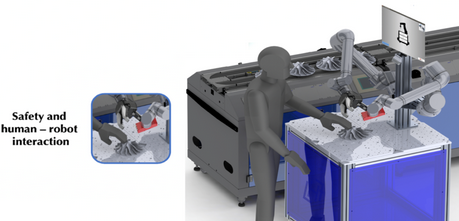 Safety and
human – robot
interaction